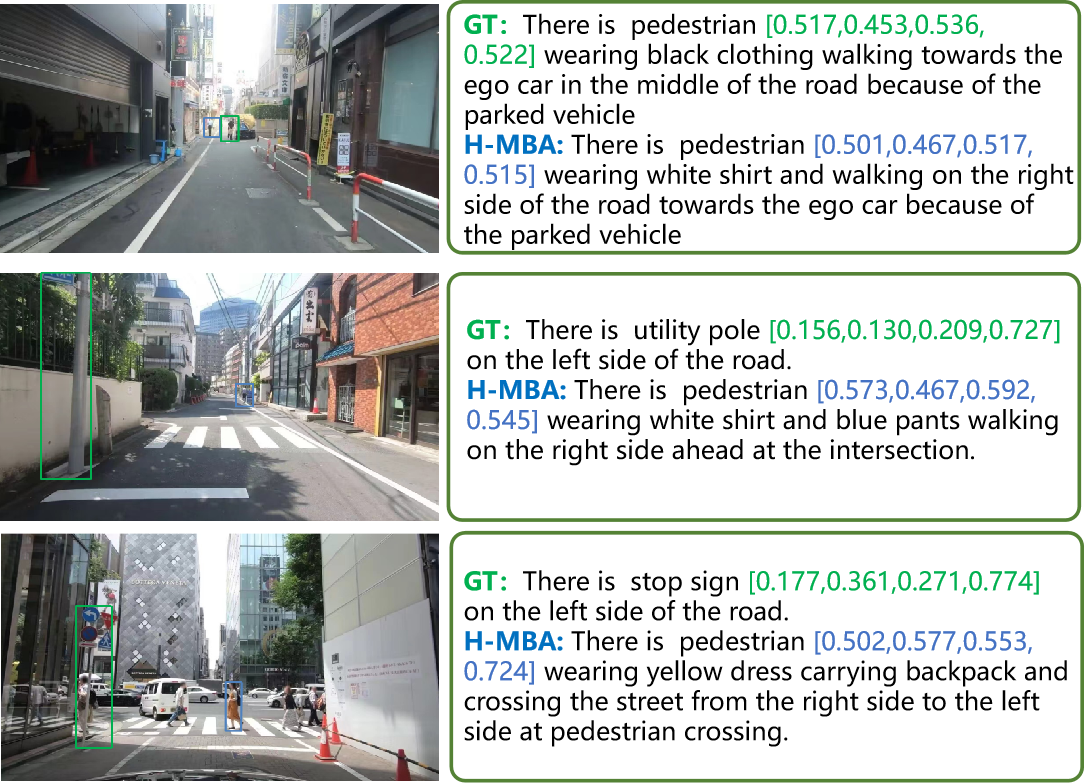 GT: There is pedestrian [0.517,0.453,0.536,
0.522] wearing black clothing walking towards the
ego car in the middle of the road because of the
parked vehicle
H-MBA: There is pedestrian [0.501,0.467,0.517,
0.515] wearing white shirt and walking on the right
side of the road towards the ego car because of
the parked vehicle
GT: There is utility pole [0.156,0.130,0.209,0.727]
on the left side of the road.
H-MBA: There is pedestrian [0.573,0.467,0.592,
0.545] wearing white shirt and blue pants walking
on the right side ahead at the intersection.
BOTTEGA VENETA
GT: There is stop sign [0.177,0.361,0.271,0.774]
on the left side of the road.
H-MBA: There is pedestrian [0.502,0.577,0.553,
0.724] wearing yellow dress carrying backpack and
crossing the street from the right side to the left
side at pedestrian crossing.